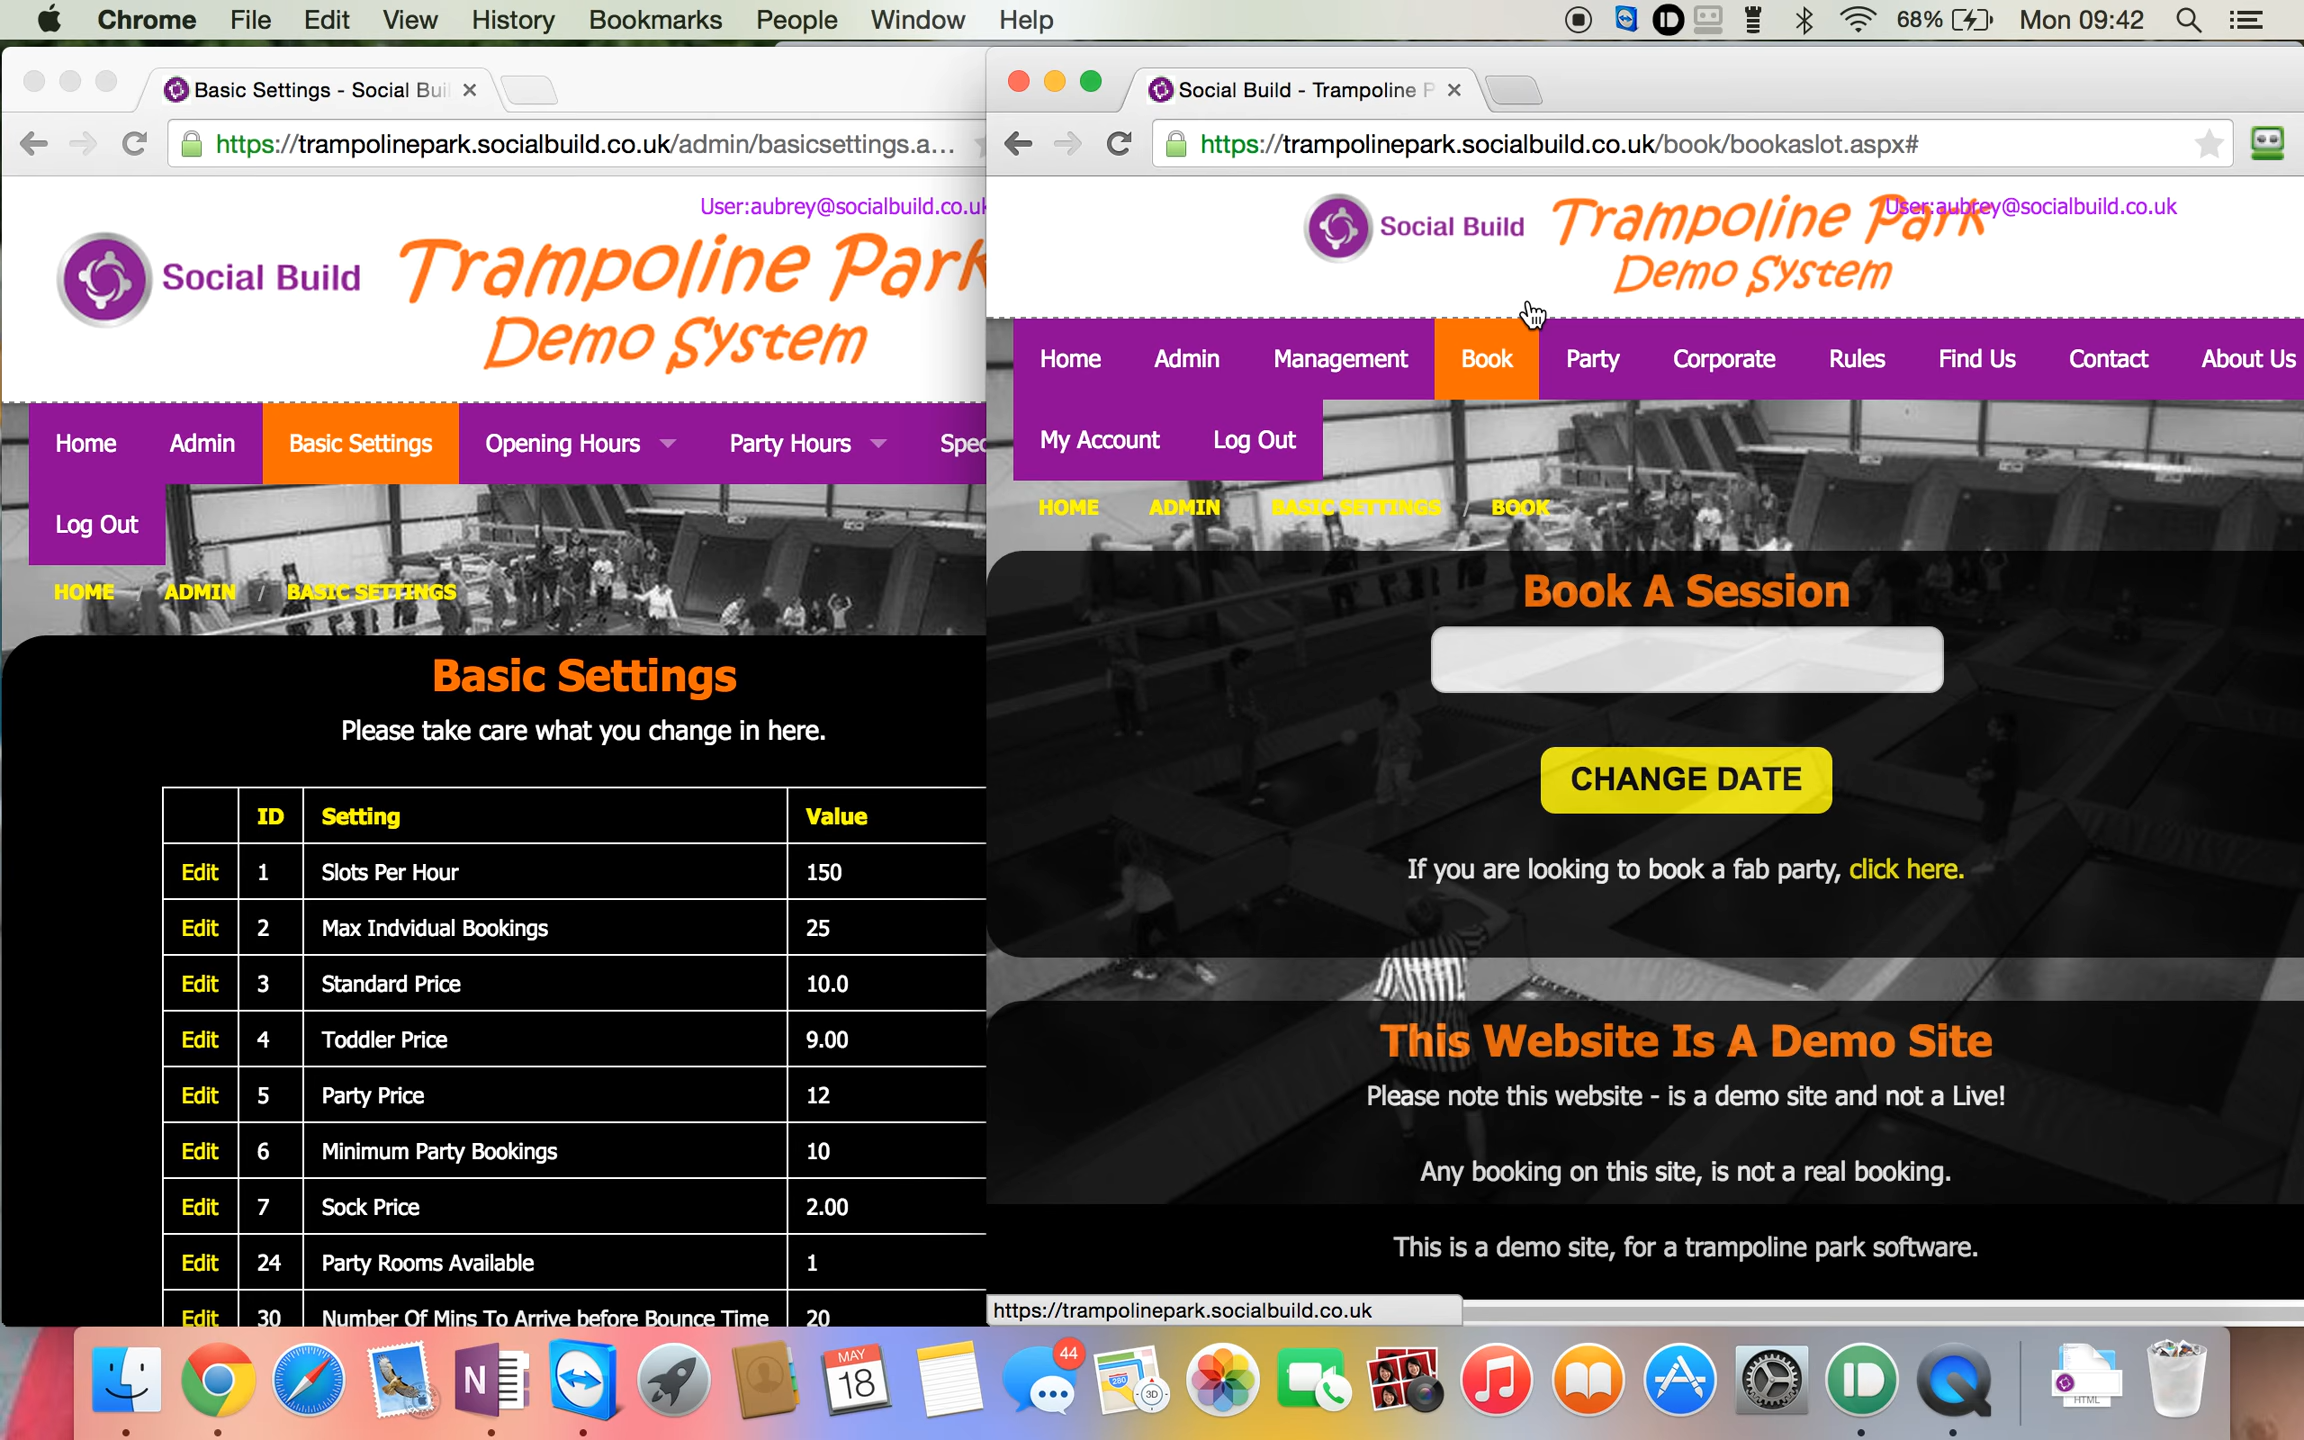 Chrome File Edit View History Bookmarks People Window Help 68% Mon 09:42
Basic Settings - Social Bui
https://trampolinepark.socialbuild.co.uk/admin/basicsettings.a...
User:aubrey@socialbuild.co.uk
Social Build
Trampoline Park
Demo System
Home Admin Basic Settings Opening Hours Party Hours Spec
Log Out
HOME ADMIN / BASIC SETTINGS
Basic Settings
Please take care what you change in here.
ID Setting Value
Edit 1 Slots Per Hour 150
Edit 2 Max Indvidual Bookings 25
Edit 3 Standard Price 10.0
Edit 4 Toddler Price 9.00
Edit 5 Party Price 12
Edit 6 Minimum Party Bookings 10
Edit 7 Sock Price 2.00
Edit 24 Party Rooms Available 1
Edit 30 Number Of Mins To Arrive before Bounce Time 20
Social Build - Trampoline P
https://trampolinepark.socialbuild.co.uk/book/bookaslot.aspx#
User:aubrey@socialbuild.co.uk
Social Build
Trampoline Park
Demo System
Home Admin Management Book Party Corporate Rules Find Us Contact About Us
My Account Log Out
HOME ADMIN BASIC SETTINGS / BOOK
Book A Session
CHANGE DATE
If you are looking to book a fab party, click here.
This Website Is A Demo Site
Please note this website - is a demo site and not a Live!
Any booking on this site, is not a real booking.
This is a demo site, for a trampoline park software.
https://trampolinepark.socialbuild.co.uk
N
MAY
18
44
280
3D
HTML